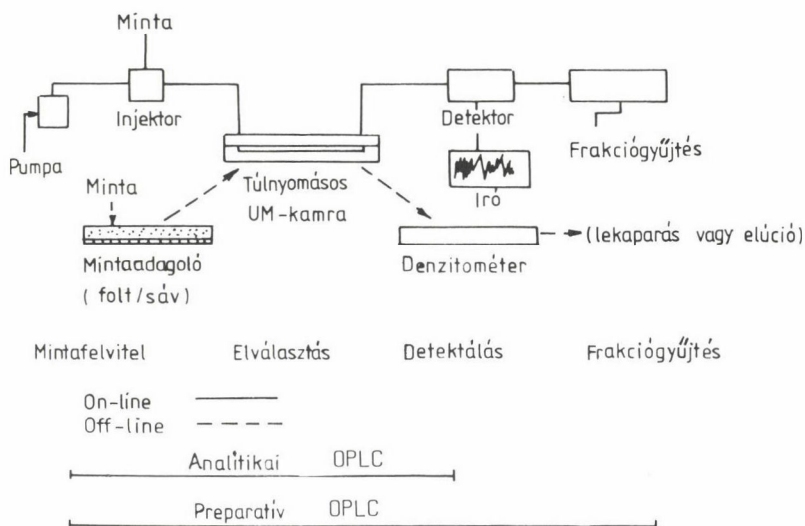 Minta
Injektor
Pumpa
Detektor
Frakciógyűjtés
Iró
Minta
Túlnyomásos
UM-kamra
Mintaadagoló
( folt/sáv)
Denzitométer
(lekaparás vagy elúció)
Mintafelvitel Elválasztás Detektálás Frakciógyűjtés
On-line
Off-line
Analitikai OPLC
Preparatív OPLC